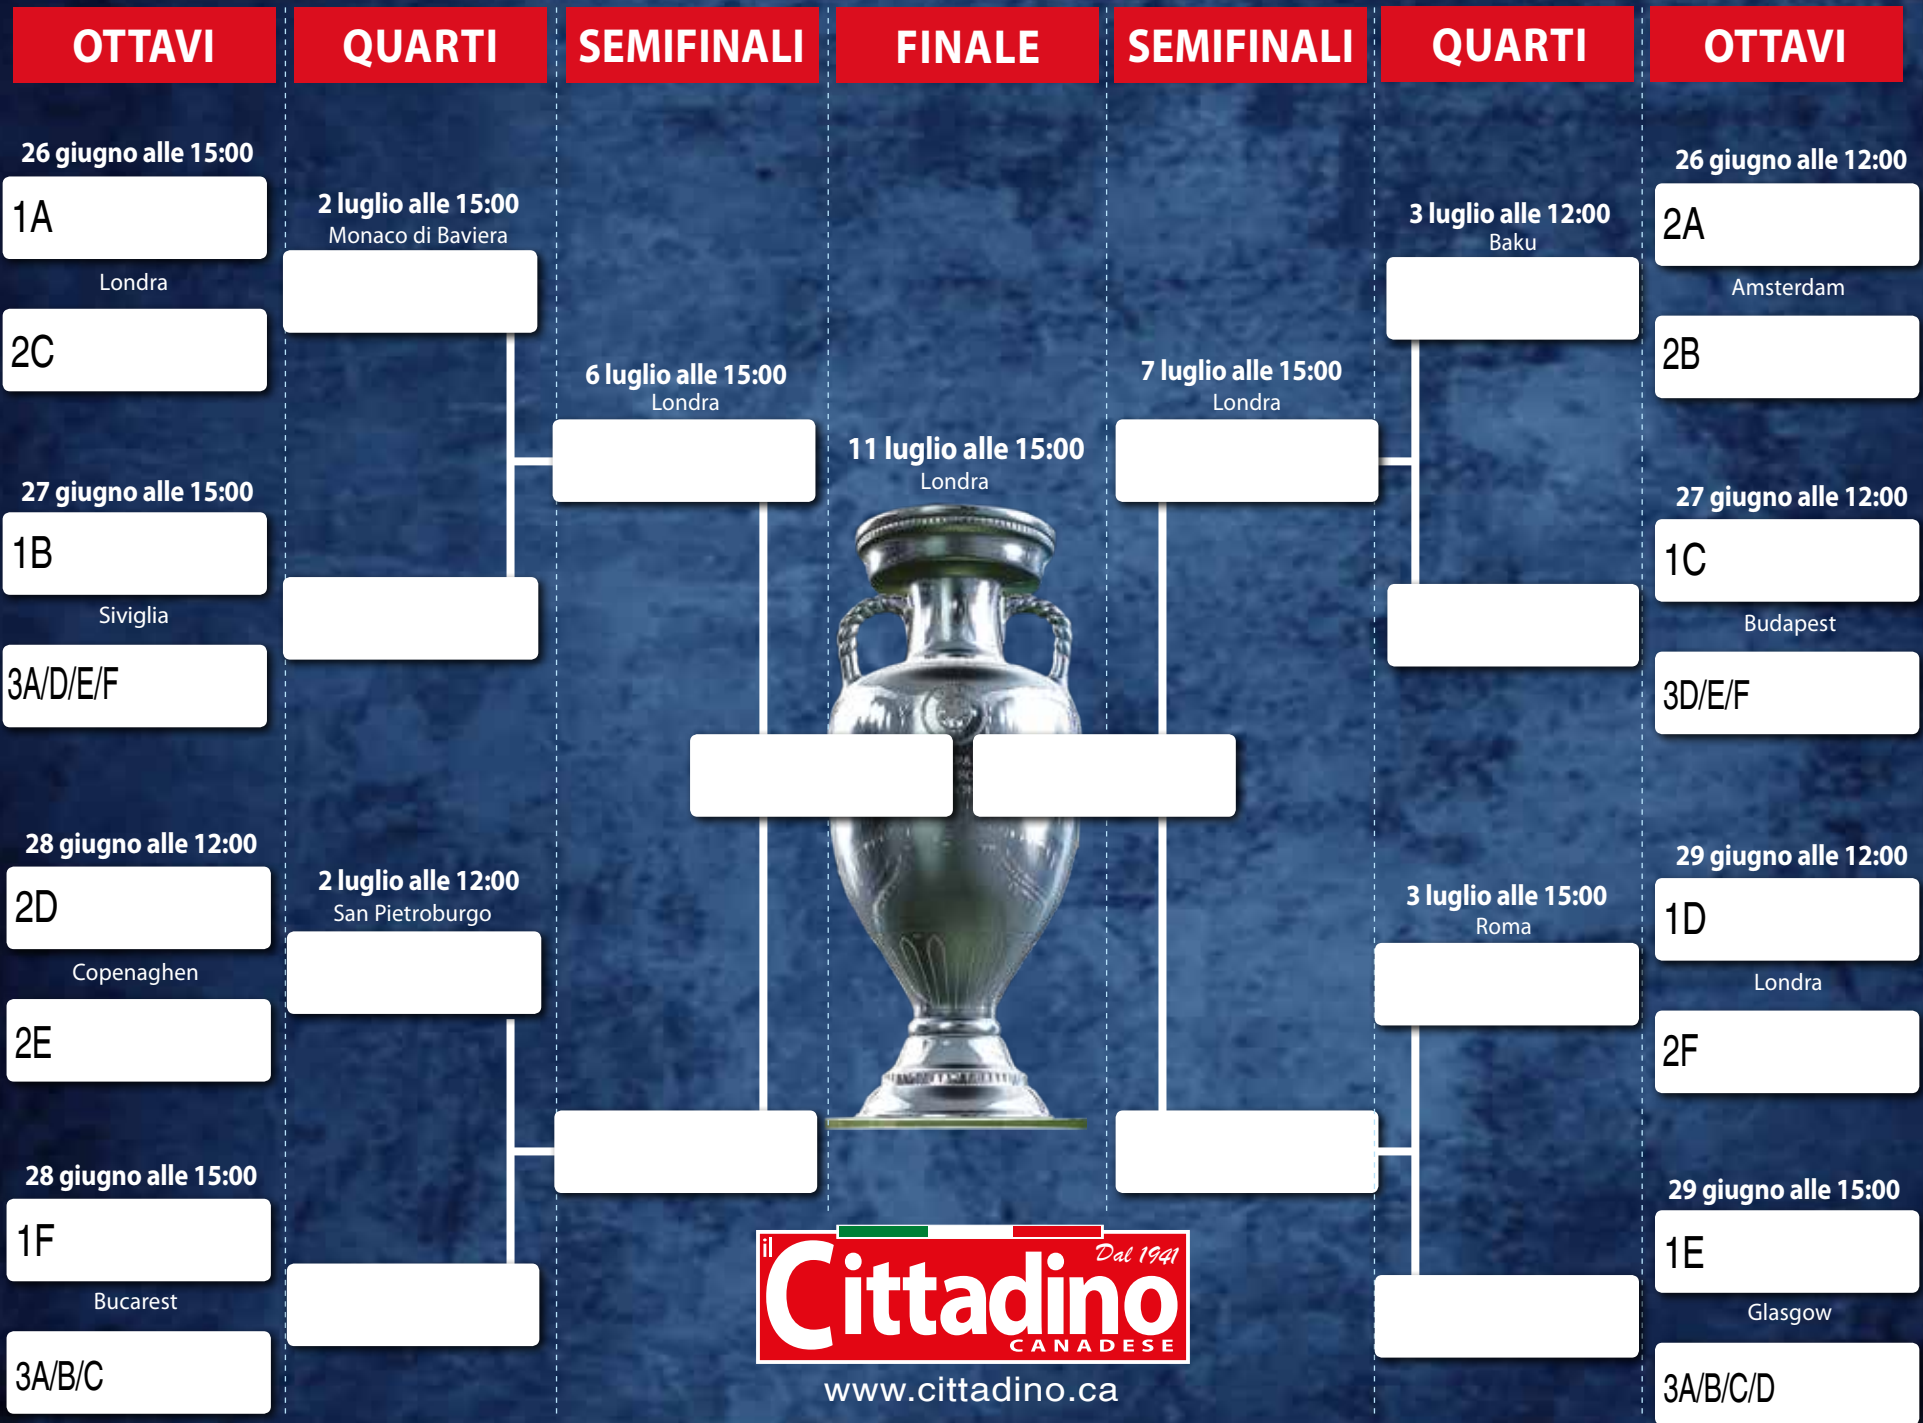 OTTAVI
QUARTI
SEMIFINALI
FINALE
SEMIFINALI
QUARTI
OTTAVI
26 giugno alle 15:00
1A
Londra
2C
27 giugno alle 15:00
1B
Siviglia
3A/D/E/F
28 giugno alle 12:00
2D
Copenaghen
2E
28 giugno alle 15:00
1F
Bucarest
3A/B/C
2 luglio alle 15:00
Monaco di Baviera
2 luglio alle 12:00
San Pietroburgo
6 luglio alle 15:00
Londra
11 luglio alle 15:00
Londra
7 luglio alle 15:00
Londra
3 luglio alle 12:00
Baku
3 luglio alle 15:00
Roma
26 giugno alle 12:00
2A
Amsterdam
2B
27 giugno alle 12:00
1C
Budapest
3D/E/F
29 giugno alle 12:00
1D
Londra
2F
29 giugno alle 15:00
1E
Glasgow
3A/B/C/D
il Cittadino
Dal 1941
CANADESE
www.cittadino.ca